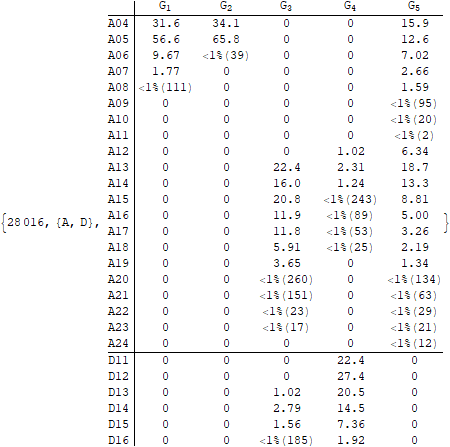 G1 G2 G3 G4 G5
A04 31.6 34.1 0 0 15.9
A05 56.6 65.8 0 0 12.6
A06 9.67 <1%(39) 0 0 7.02
A07 1.77 0 0 0 2.66
A08 <1%(111) 0 0 0 1.59
A09 0 0 0 0 <1%(95)
A10 0 0 0 0 <1%(20)
A11 0 0 0 0 <1%(2)
A12 0 0 0 1.02 6.34
A13 0 0 22.4 2.31 18.7
A14 0 0 16.0 1.24 13.3
A15 0 0 20.8 <1%(243) 8.81
A16 0 0 11.9 <1%(89) 5.00
{28016, {A, D}, A17 0 0 11.8 <1%(53) 3.26 }
A18 0 0 5.91 <1%(25) 2.19
A19 0 0 3.65 0 1.34
A20 0 0 <1%(260) 0 <1%(134)
A21 0 0 <1%(151) 0 <1%(63)
A22 0 0 <1%(23) 0 <1%(29)
A23 0 0 <1%(17) 0 <1%(21)
A24 0 0 0 0 <1%(12)
D11 0 0 0 22.4 0
D12 0 0 0 27.4 0
D13 0 0 1.02 20.5 0
D14 0 0 2.79 14.5 0
D15 0 0 1.56 7.36 0
D16 0 0 <1%(185) 1.92 0